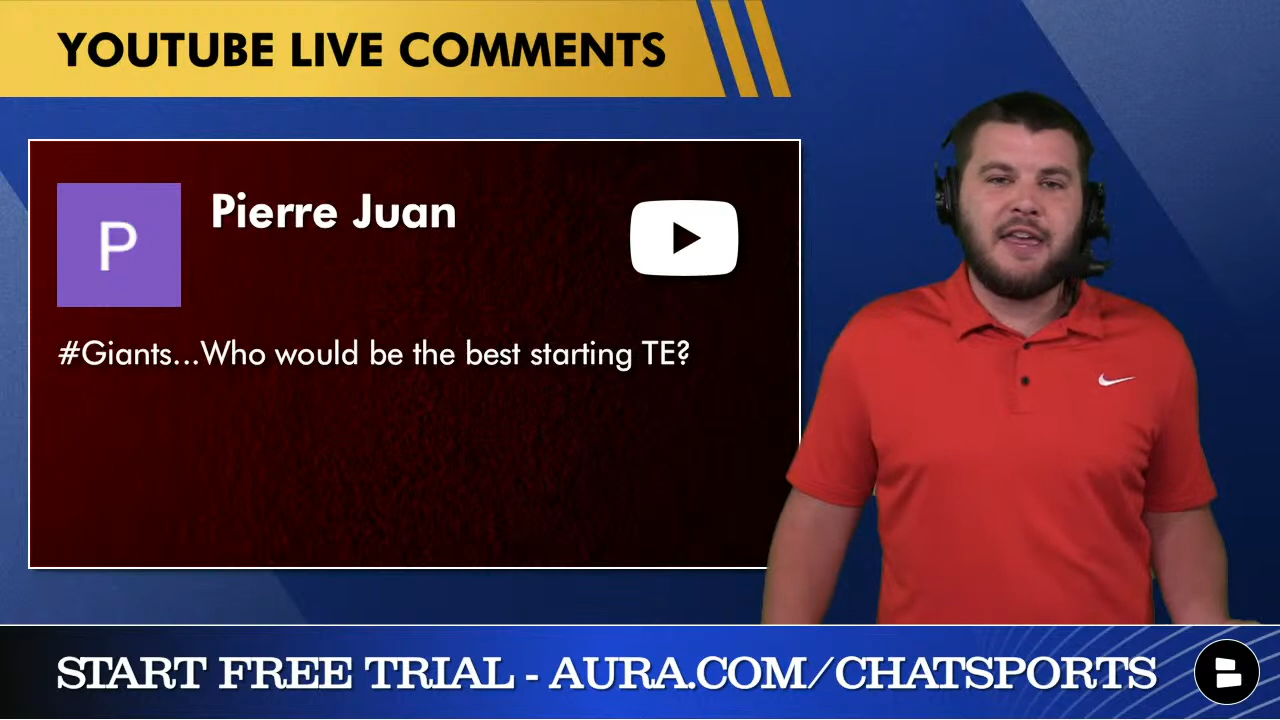 YOUTUBE LIVE COMMENTS
P
Pierre Juan
#Giants...Who would be the best starting TE?
START FREE TRIAL - AURA.COM/CHATSPORTS